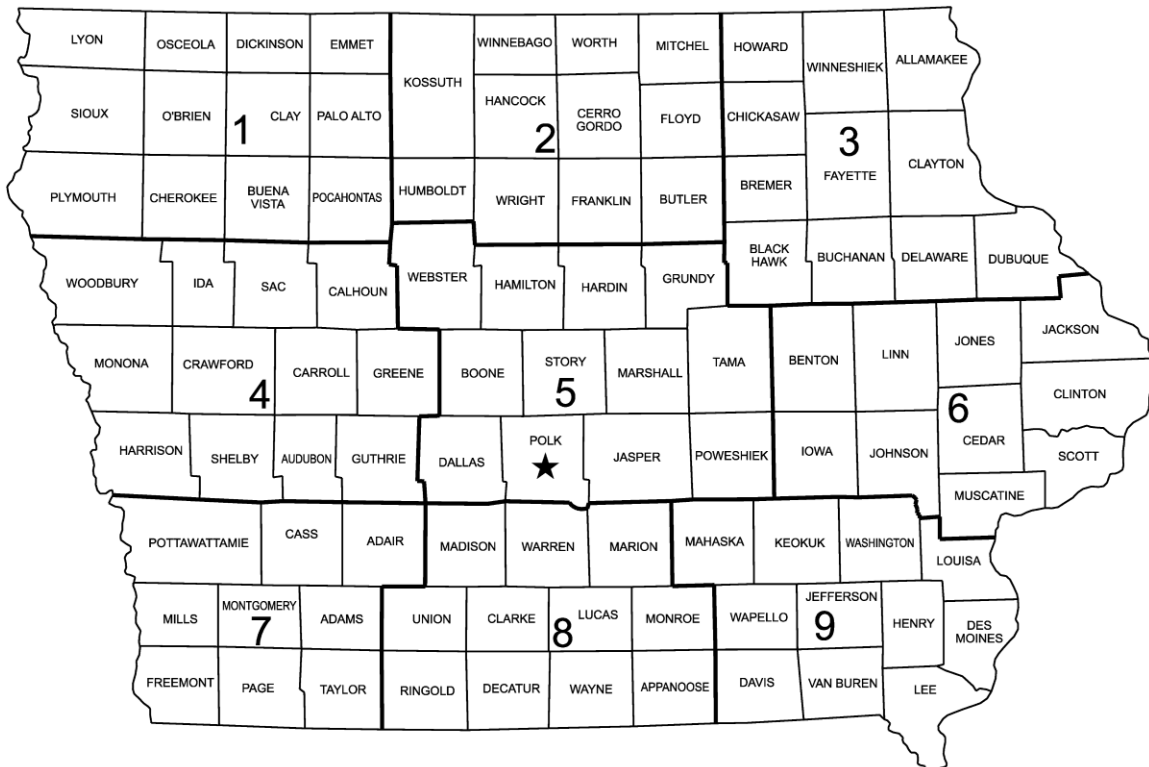 LYON
OSCEOLA
DICKINSON
EMMET
KOSSUTH
WINNEBAGO
WORTH
MITCHEL
HOWARD
WINNESHIEK
ALLAMAKEE
SIOUX
O'BRIEN
1
CLAY
PALO ALTO
HANCOCK
2
CERRO
GORDO
FLOYD
CHICKASAW
3
FAYETTE
CLAYTON
PLYMOUTH
CHEROKEE
BUENA
VISTA
POCAHONTAS
HUMBOLDT
WRIGHT
FRANKLIN
BUTLER
BREMER
BLACK
HAWK
BUCHANAN
DELAWARE
DUBUQUE
WOODBURY
IDA
SAC
CALHOUN
WEBSTER
HAMILTON
HARDIN
GRUNDY
MONONA
CRAWFORD
4
CARROLL
GREENE
BOONE
STORY
5
MARSHALL
TAMA
BENTON
LINN
JONES
JACKSON
6
CLINTON
HARRISON
SHELBY
AUDUBON
GUTHRIE
DALLAS
POLK
JASPER
POWESHIEK
IOWA
JOHNSON
CEDAR
SCOTT
MUSCATINE
POTTAWATTAMIE
CASS
ADAIR
MADISON
WARREN
MARION
MAHASKA
KEOKUK
WASHINGTON
LOUISA
MILLS
MONTGOMERY
7
ADAMS
UNION
CLARKE
8
LUCAS
MONROE
WAPELLO
JEFFERSON
9
HENRY
DES
MOINES
FREEMONT
PAGE
TAYLOR
RINGOLD
DECATUR
WAYNE
APPANOOSE
DAVIS
VAN BUREN
LEE